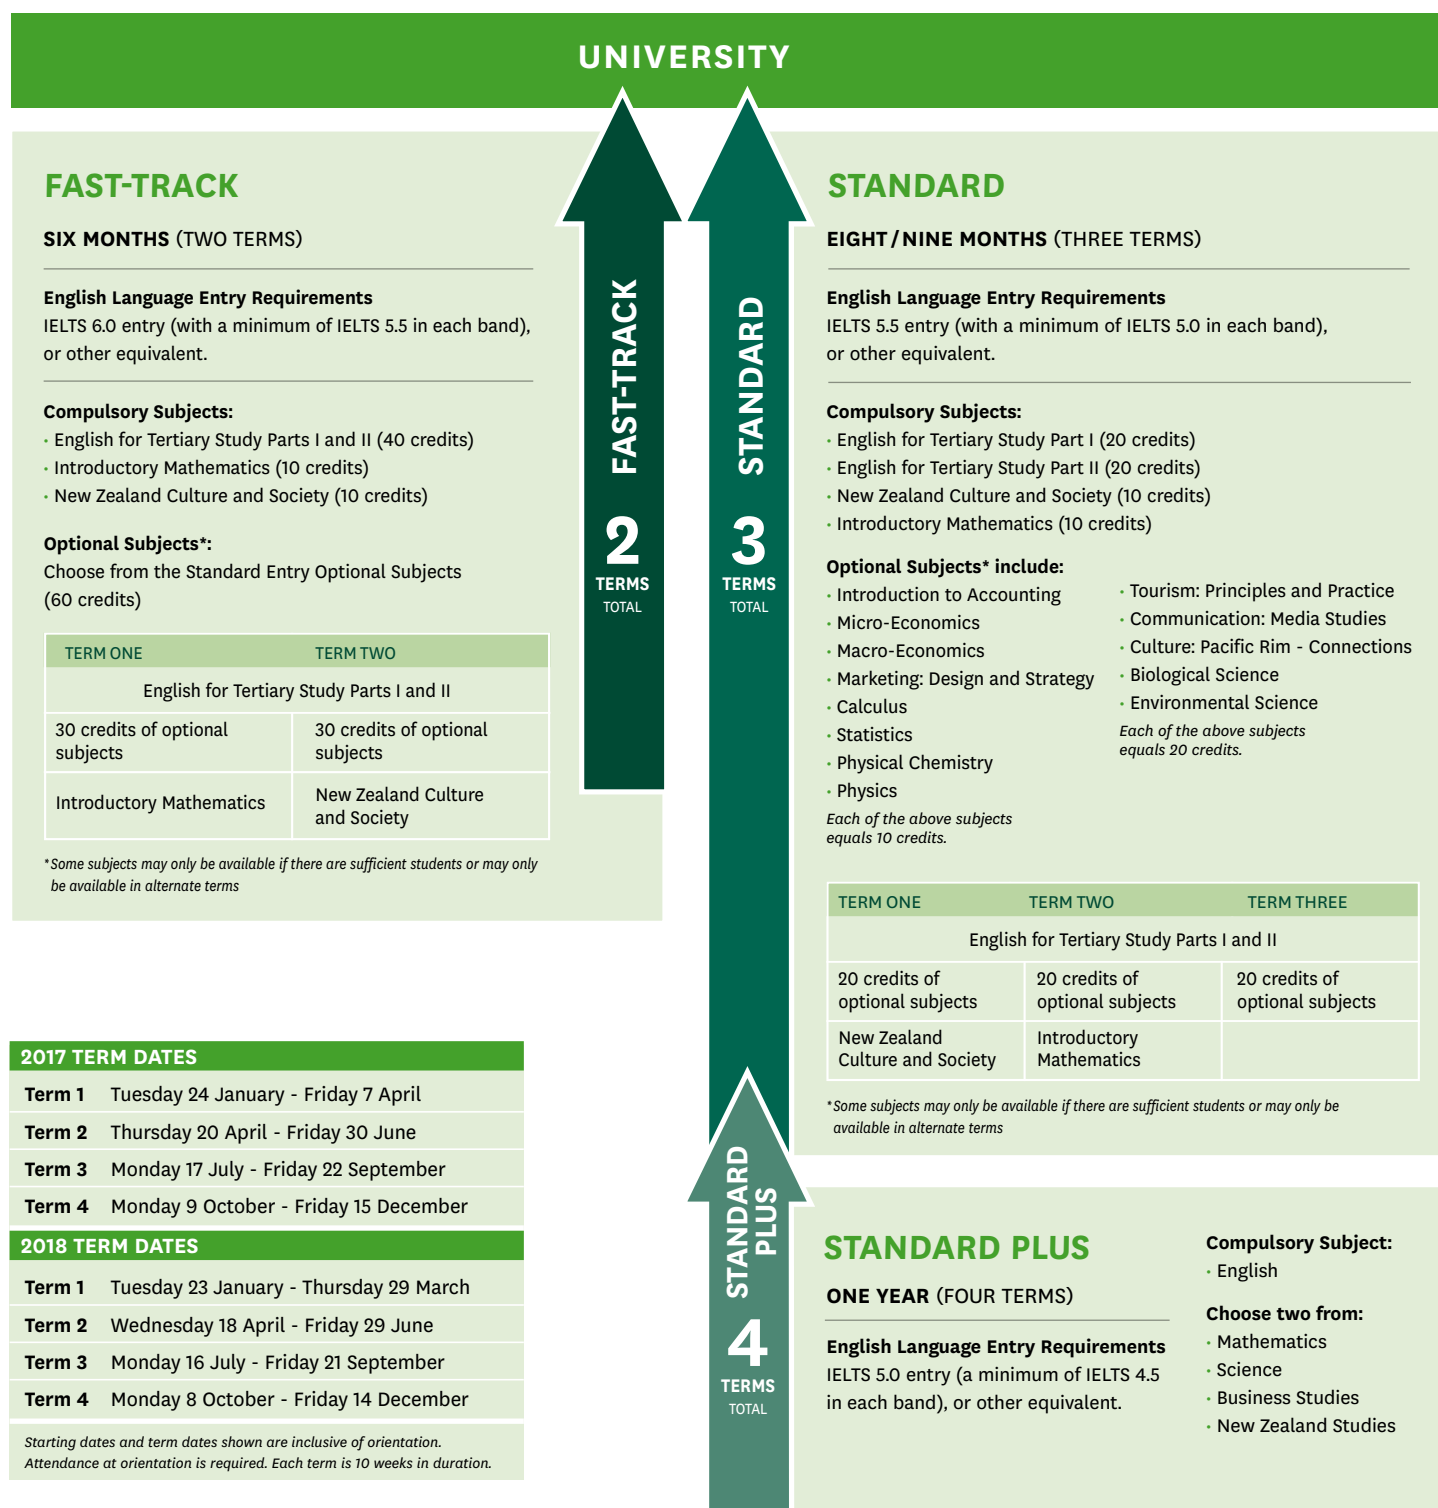 UNIVERSITY
FAST-TRACK
SIX MONTHS (TWO TERMS)
English Language Entry Requirements
IELTS 6.0 entry (with a minimum of IELTS 5.5 in each band),
or other equivalent.
Compulsory Subjects:
· English for Tertiary Study Parts I and II (40 credits)
· Introductory Mathematics (10 credits)
· New Zealand Culture and Society (10 credits)
Optional Subjects*:
Choose from the Standard Entry Optional Subjects
(60 credits)
TERM ONE TERM TWO
English for Tertiary Study Parts I and II
30 credits of optional
subjects
30 credits of optional
subjects
Introductory Mathematics
New Zealand Culture
and Society
*Some subjects may only be available if there are sufficient students or may only
be available in alternate terms
FAST-TRACK
2
TERMS
TOTAL
STANDARD
3
TERMS
TOTAL
STANDARD
EIGHT/NINE MONTHS (THREE TERMS)
English Language Entry Requirements
IELTS 5.5 entry (with a minimum of IELTS 5.0 in each band),
or other equivalent.
Compulsory Subjects:
· English for Tertiary Study Part I (20 credits)
· English for Tertiary Study Part II (20 credits)
· New Zealand Culture and Society (10 credits)
· Introductory Mathematics (10 credits)
Optional Subjects* include:
· Introduction to Accounting
· Micro-Economics
· Macro-Economics
· Marketing: Design and Strategy
· Calculus
· Statistics
· Physical Chemistry
· Physics
Each of the above subjects
equals 10 credits.
· Tourism: Principles and Practice
· Communication: Media Studies
· Culture: Pacific Rim - Connections
· Biological Science
· Environmental Science
Each of the above subjects
equals 20 credits.
TERM ONE TERM TWO TERM THREE
English for Tertiary Study Parts I and II
20 credits of
optional subjects
20 credits of
optional subjects
20 credits of
optional subjects
New Zealand
Culture and Society
Introductory
Mathematics
*Some subjects may only be available if there are sufficient students or may only be
available in alternate terms
2017 TERM DATES
Term 1 Tuesday 24 January - Friday 7 April
Term 2 Thursday 20 April - Friday 30 June
Term 3 Monday 17 July - Friday 22 September
Term 4 Monday 9 October - Friday 15 December
2018 TERM DATES
Term 1 Tuesday 23 January - Thursday 29 March
Term 2 Wednesday 18 April - Friday 29 June
Term 3 Monday 16 July - Friday 21 September
Term 4 Monday 8 October - Friday 14 December
Starting dates and term dates shown are inclusive of orientation.
Attendance at orientation is required. Each term is 10 weeks in duration.
STANDARD
PLUS
4
TERMS
TOTAL
STANDARD PLUS
ONE YEAR (FOUR TERMS)
English Language Entry Requirements
IELTS 5.0 entry (a minimum of IELTS 4.5
in each band), or other equivalent.
Compulsory Subject:
· English
Choose two from:
· Mathematics
· Science
· Business Studies
· New Zealand Studies